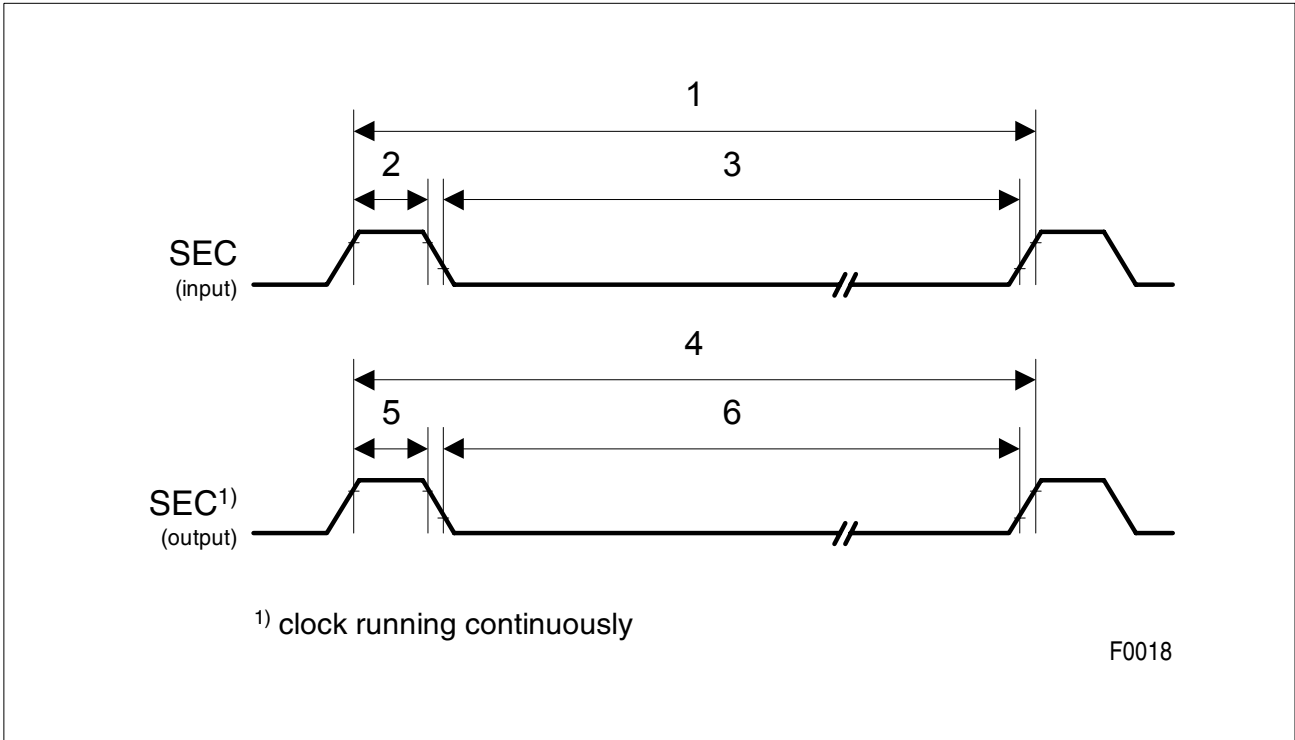 1
2 3
SEC
(input)
4
5 6
SEC1)
(output)
1) clock running continuously
F0018